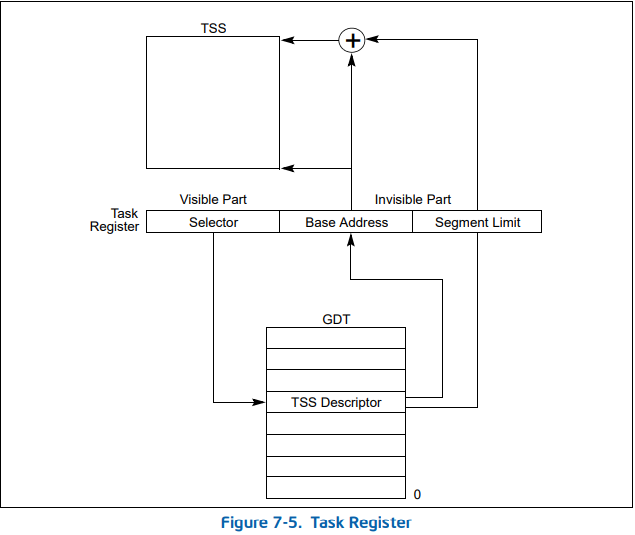 TSS
+
Visible Part
Invisible Part
Task
Register
Selector
Base Address
Segment Limit
GDT
TSS Descriptor
0
Figure 7-5. Task Register